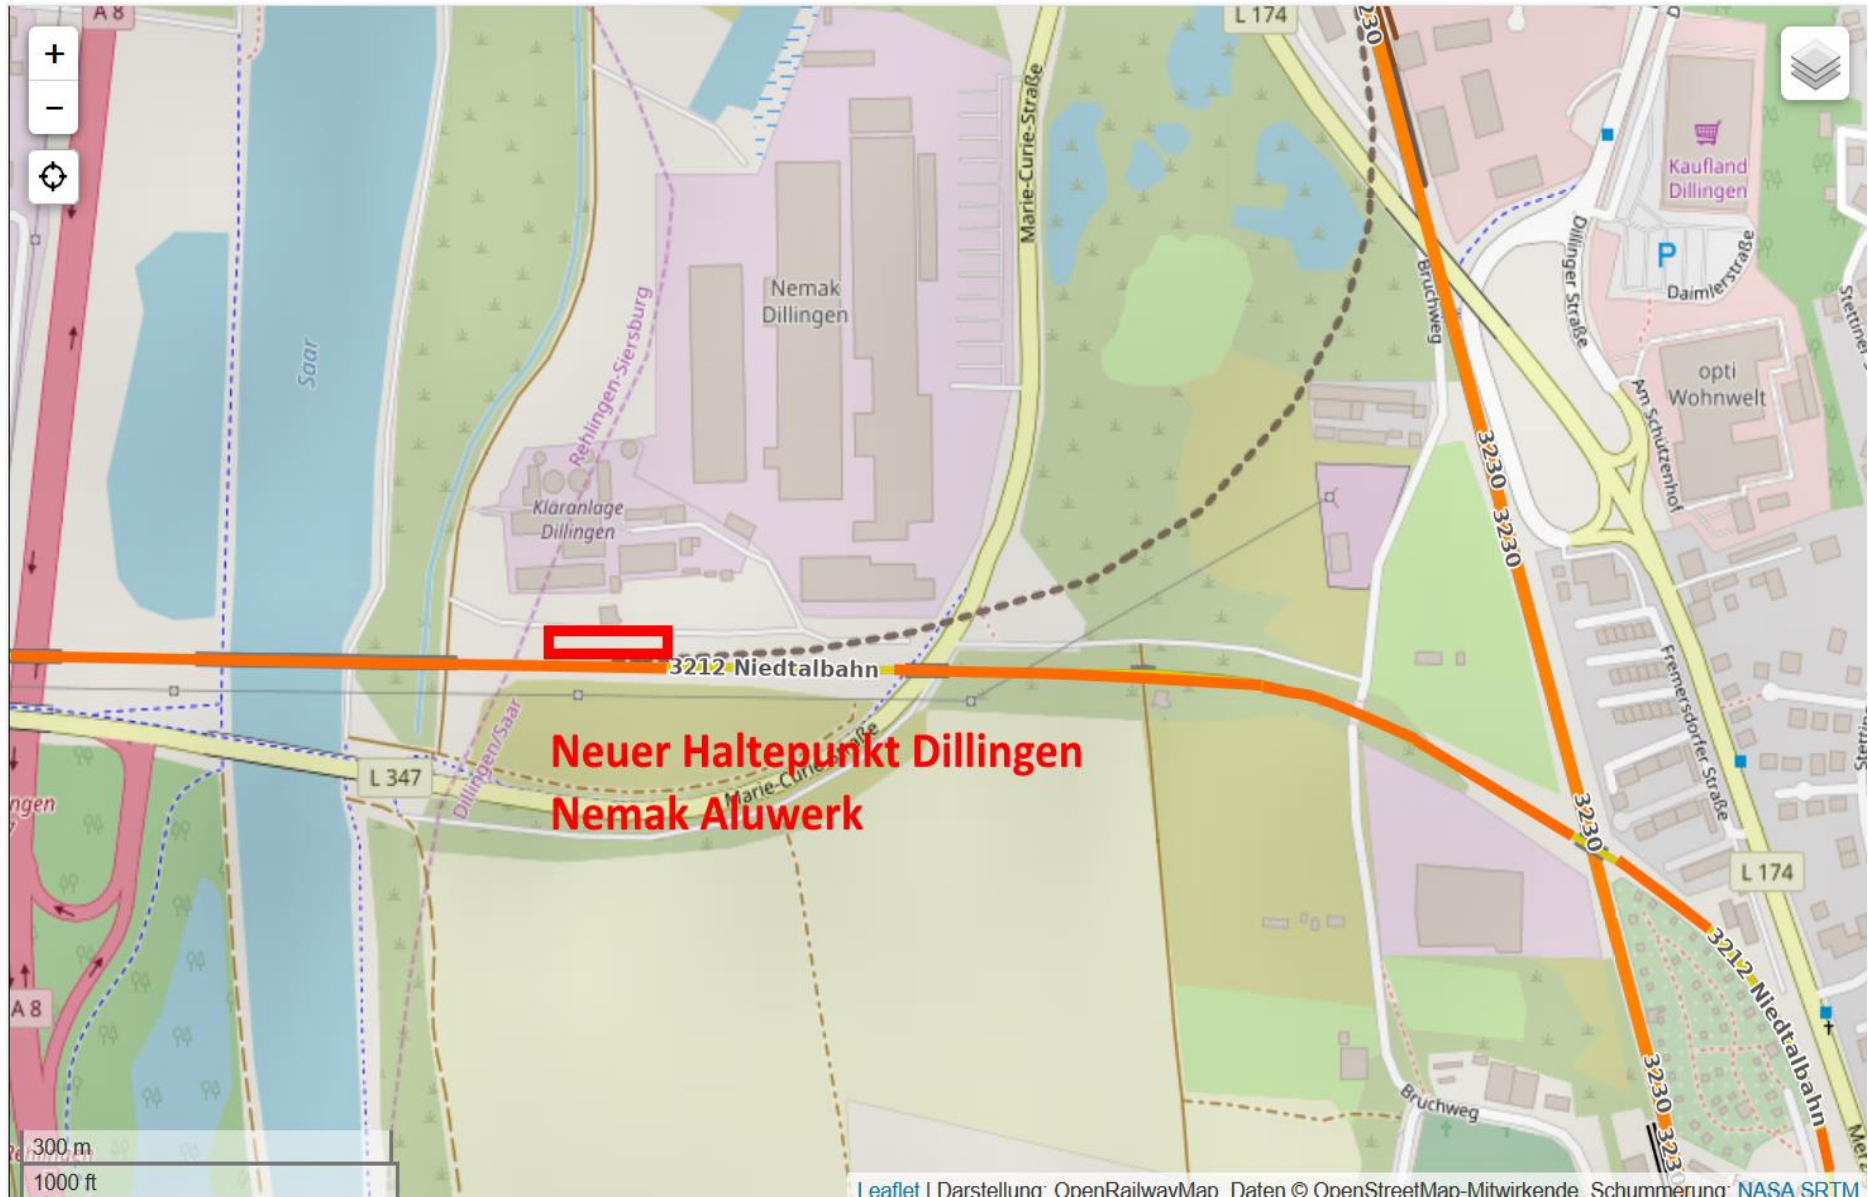 A 8
L 174
3230
+
−
Kaufland
Dillingen
P
Daimlerstraße
Dillinger Straße
Stettiner
Marie-Curie-Straße
Bruchweg
Nemak
Dillingen
Saar
Rehlingen-Siersburg
opti
Wohnwelt
Am Schützenhof
3230
3230
Kläranlage
Dillingen
3212 Niedtalbahn
Fremersdorfer Straße
Dillingen/Saar
Neuer Haltepunkt Dillingen
Marie-Curie-Straße
L 347
Nemak Aluwerk
3230
L 174
3212 Niedtalbahn
A 8
3230
3230
Bruchweg
300 m
1000 ft
Leaflet | Darstellung: OpenRailwayMap, Daten © OpenStreetMap-Mitwirkende, Schummerung: NASA SRTM